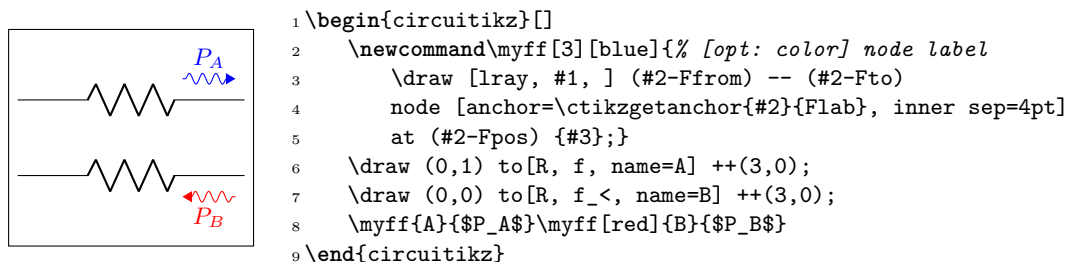 P_A
P_B
1 \begin{circuitikz}[]
2     \newcommand\myff[3][blue]{% [opt: color] node label
3         \draw [lray, #1, ] (#2-Ffrom) -- (#2-Fto)
4         node [anchor=\ctikzgetanchor{#2}{Flab}, inner sep=4pt]
5         at (#2-Fpos) {#3};}
6     \draw (0,1) to[R, f, name=A] ++(3,0);
7     \draw (0,0) to[R, f_<, name=B] ++(3,0);
8     \myff{A}{$P_A$}\myff[red]{B}{$P_B$}
9 \end{circuitikz}